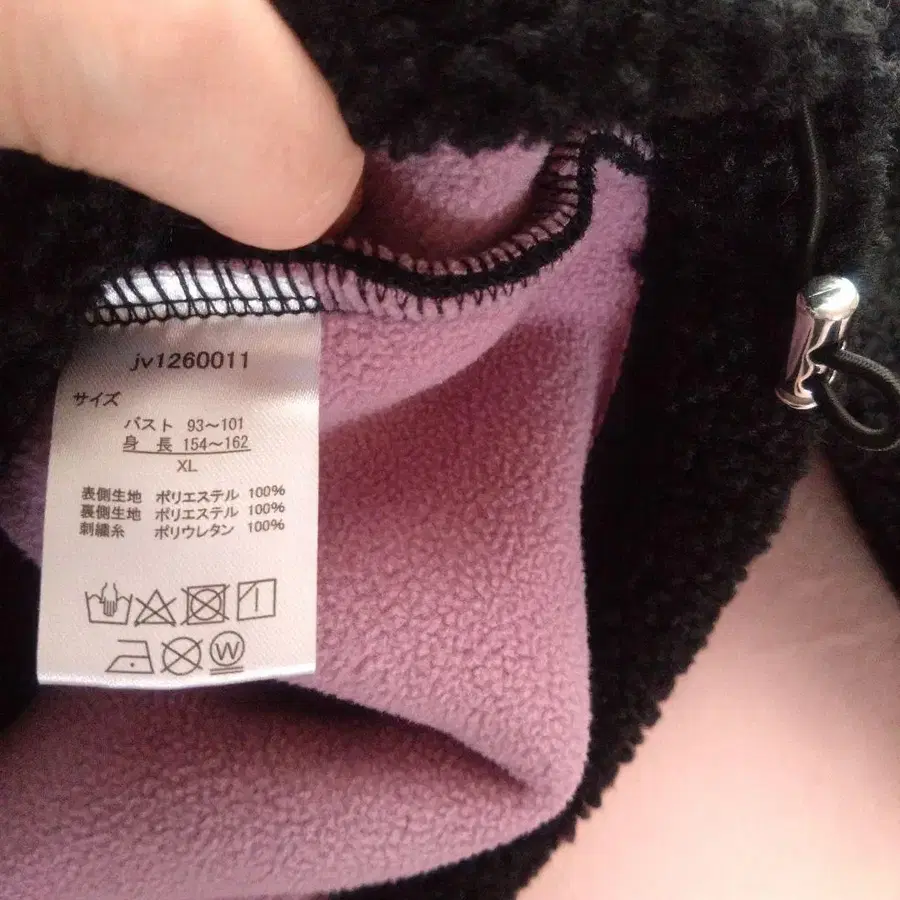 jv1260011
サイズ
バスト 93～101
身 長 154～162
XL
表側生地 ポリエステル 100%
裏側生地 ポリエステル 100%
刺繍糸 ポリウレタン 100%
W